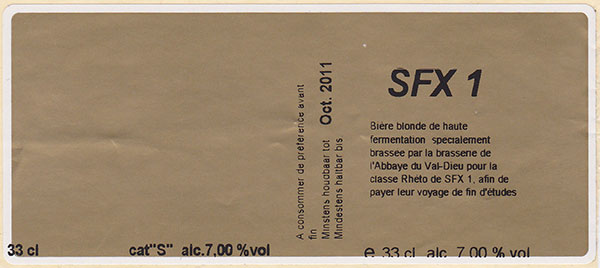 33 cl cat"S" alc.7,00 %vol
A consommer de préférence avant
fin
Minstens houdbaar tot Oct. 2011
Mindestens haltbar bis
SFX 1
Bière blonde de haute
fermentation specialement
brassée par la brasserie de
l'Abbaye du Val-Dieu pour la
classe Rhéto de SFX 1, afin de
payer leur voyage de fin d'études
e 33 cl alc 7,00 %vol